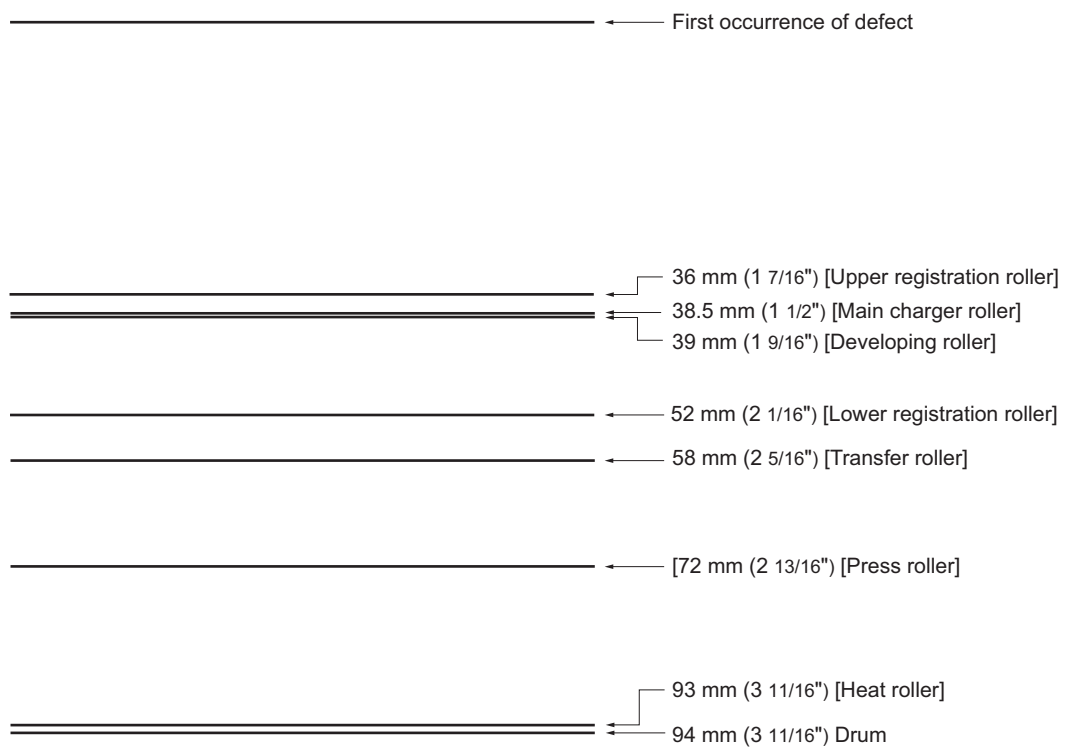 First occurrence of defect
36 mm (1 7/16") [Upper registration roller]
38.5 mm (1 1/2") [Main charger roller]
39 mm (1 9/16") [Developing roller]
52 mm (2 1/16") [Lower registration roller]
58 mm (2 5/16") [Transfer roller]
[72 mm (2 13/16") [Press roller]
93 mm (3 11/16") [Heat roller]
94 mm (3 11/16") Drum